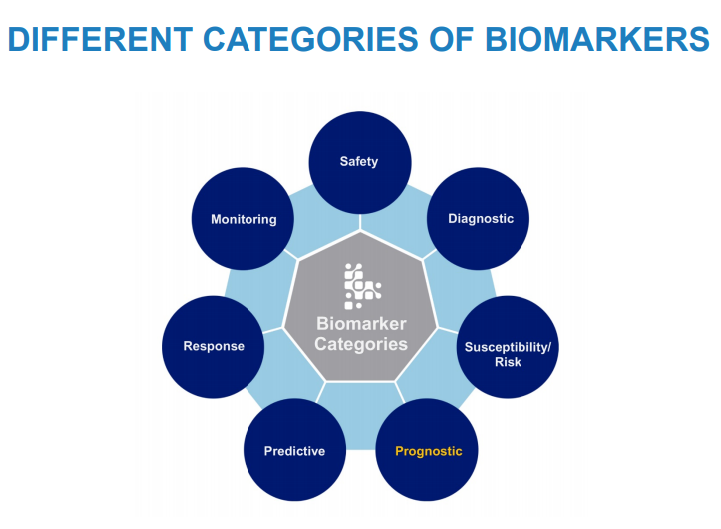 DIFFERENT CATEGORIES OF BIOMARKERS
Safety
Monitoring
Diagnostic
Biomarker
Categories
Response
Susceptibility/
Risk
Predictive
Prognostic